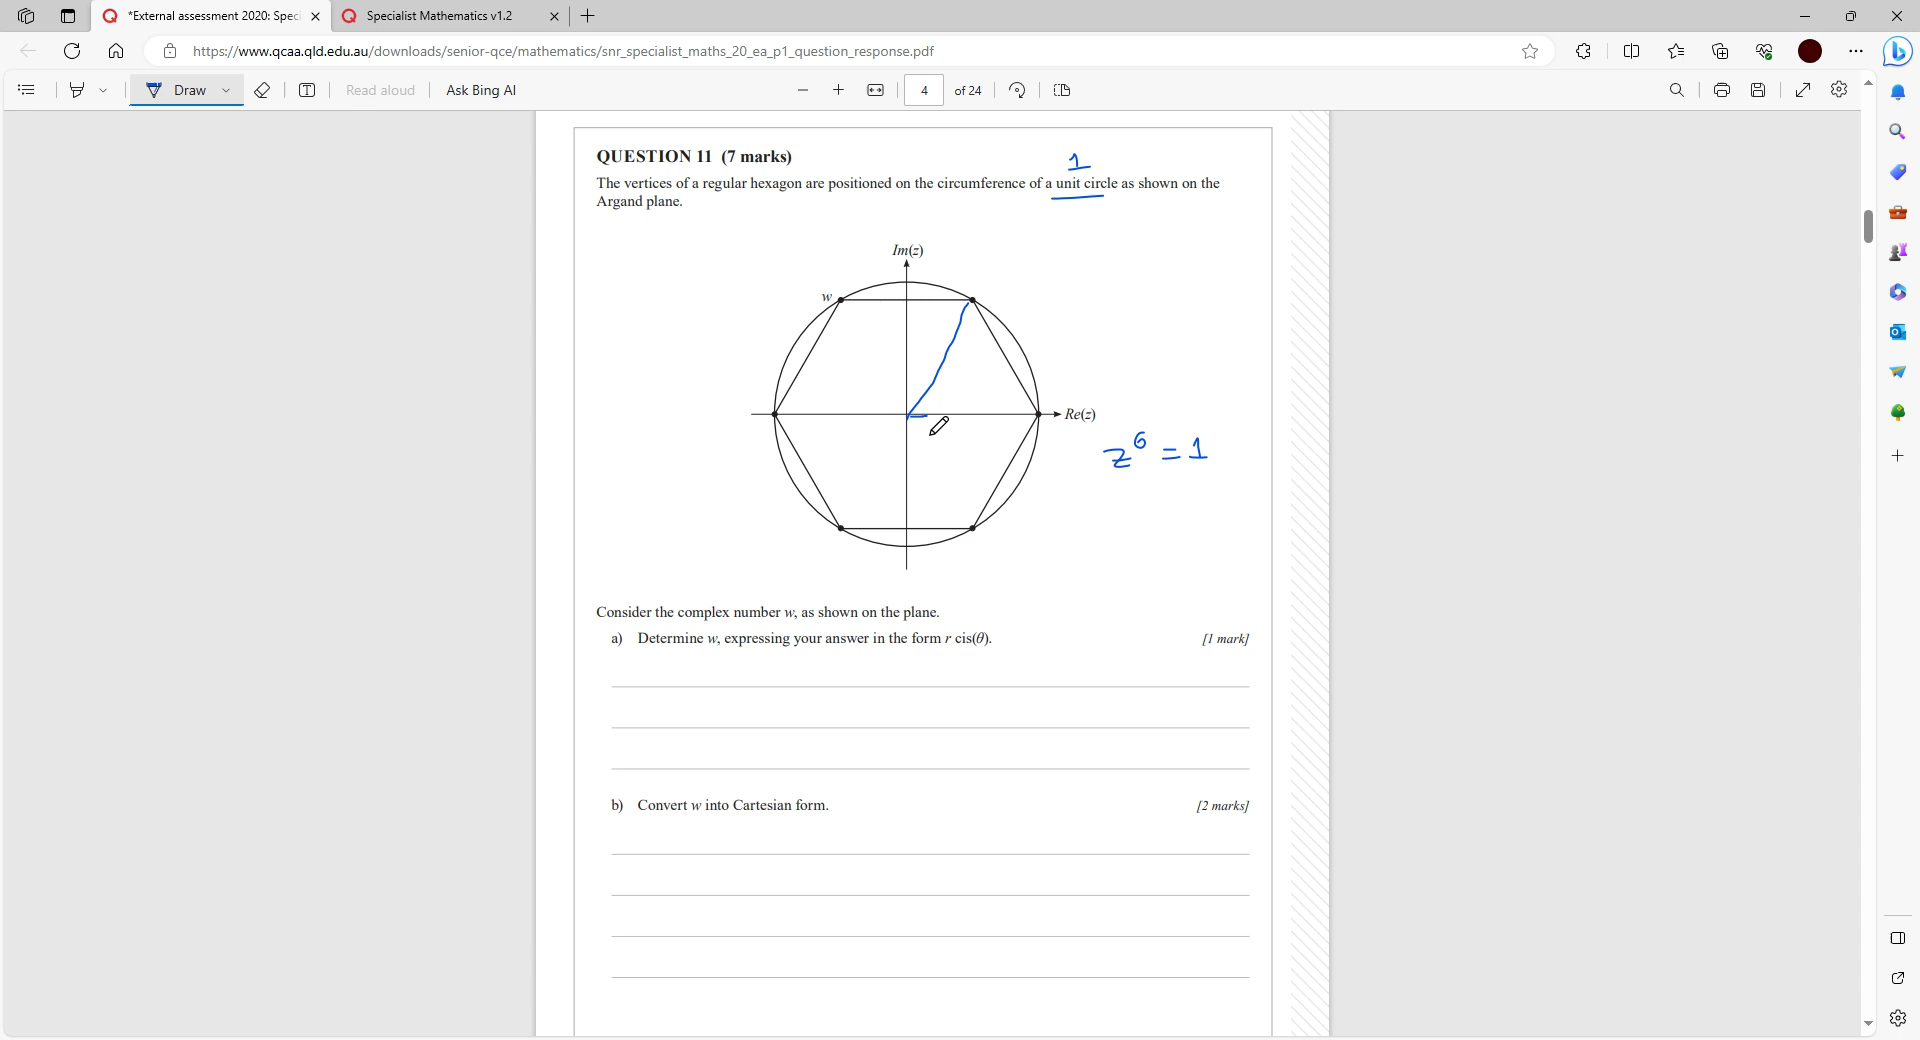 *External assessment 2020: Speci
Specialist Mathematics v1.2
https://www.qcaa.qld.edu.au/downloads/senior-qce/mathematics/snr_specialist_maths_20_ea_p1_question_response.pdf
Draw
Read aloud
Ask Bing AI
4 of 24
QUESTION 11 (7 marks)
1
The vertices of a regular hexagon are positioned on the circumference of a unit circle as shown on the
Argand plane.
Im(z)
w
Re(z)
z⁶ = 1
Consider the complex number w, as shown on the plane.
a) Determine w, expressing your answer in the form r cis(θ). [1 mark]
b) Convert w into Cartesian form. [2 marks]